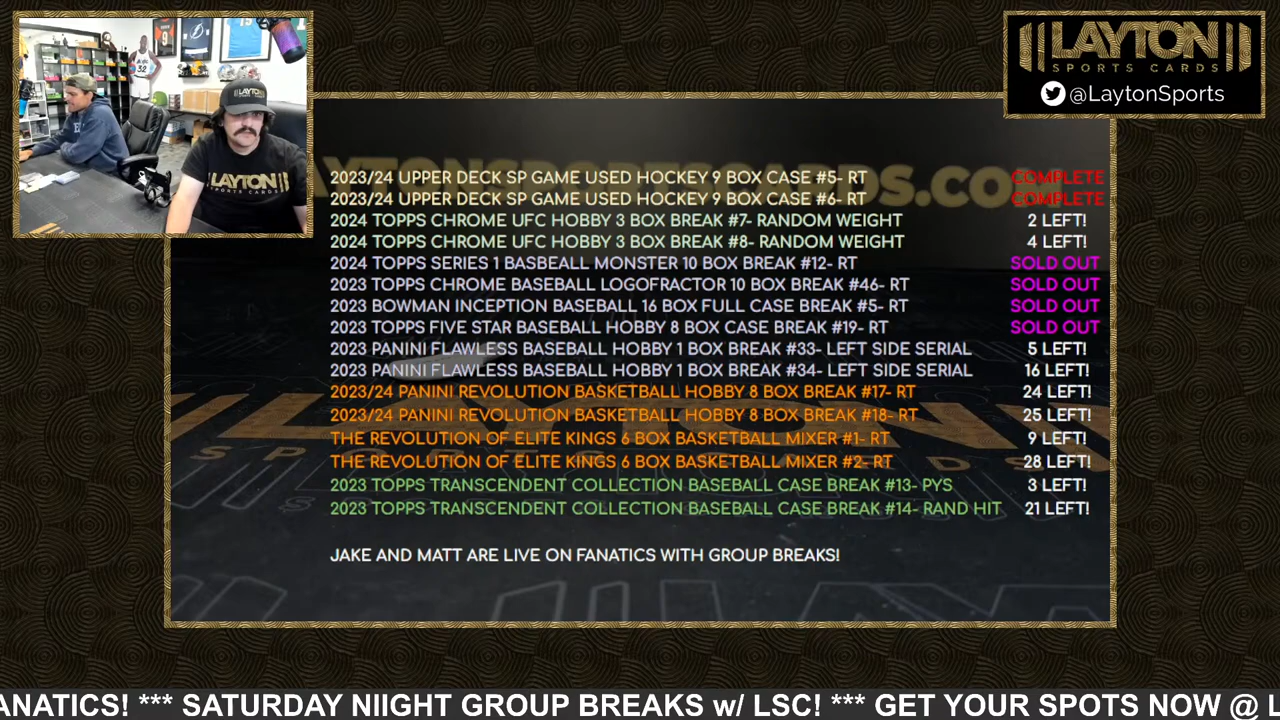 LAYTON
SPORTS CARDS
@LaytonSports
LAYTON
SPORTS CARDS
LAYTONSPORTSCARDS.COM
2023/24 UPPER DECK SP GAME USED HOCKEY 9 BOX CASE #5- RT COMPLETE
2023/24 UPPER DECK SP GAME USED HOCKEY 9 BOX CASE #6- RT COMPLETE
2024 TOPPS CHROME UFC HOBBY 3 BOX BREAK #7- RANDOM WEIGHT 2 LEFT!
2024 TOPPS CHROME UFC HOBBY 3 BOX BREAK #8- RANDOM WEIGHT 4 LEFT!
2024 TOPPS SERIES 1 BASBEALL MONSTER 10 BOX BREAK #12- RT SOLD OUT
2023 TOPPS CHROME BASEBALL LOGOFRACTOR 10 BOX BREAK #46- RT SOLD OUT
2023 BOWMAN INCEPTION BASEBALL 16 BOX FULL CASE BREAK #5- RT SOLD OUT
2023 TOPPS FIVE STAR BASEBALL HOBBY 8 BOX CASE BREAK #19- RT SOLD OUT
2023 PANINI FLAWLESS BASEBALL HOBBY 1 BOX BREAK #33- LEFT SIDE SERIAL 5 LEFT!
2023 PANINI FLAWLESS BASEBALL HOBBY 1 BOX BREAK #34- LEFT SIDE SERIAL 16 LEFT!
2023/24 PANINI REVOLUTION BASKETBALL HOBBY 8 BOX BREAK #17- RT 24 LEFT!
2023/24 PANINI REVOLUTION BASKETBALL HOBBY 8 BOX BREAK #18- RT 25 LEFT!
THE REVOLUTION OF ELITE KINGS 6 BOX BASKETBALL MIXER #1- RT 9 LEFT!
THE REVOLUTION OF ELITE KINGS 6 BOX BASKETBALL MIXER #2- RT 28 LEFT!
2023 TOPPS TRANSCENDENT COLLECTION BASEBALL CASE BREAK #13- PYS 3 LEFT!
2023 TOPPS TRANSCENDENT COLLECTION BASEBALL CASE BREAK #14- RAND HIT 21 LEFT!
JAKE AND MATT ARE LIVE ON FANATICS WITH GROUP BREAKS!
ANATICS! *** SATURDAY NIIGHT GROUP BREAKS w/ LSC! *** GET YOUR SPOTS NOW @ L